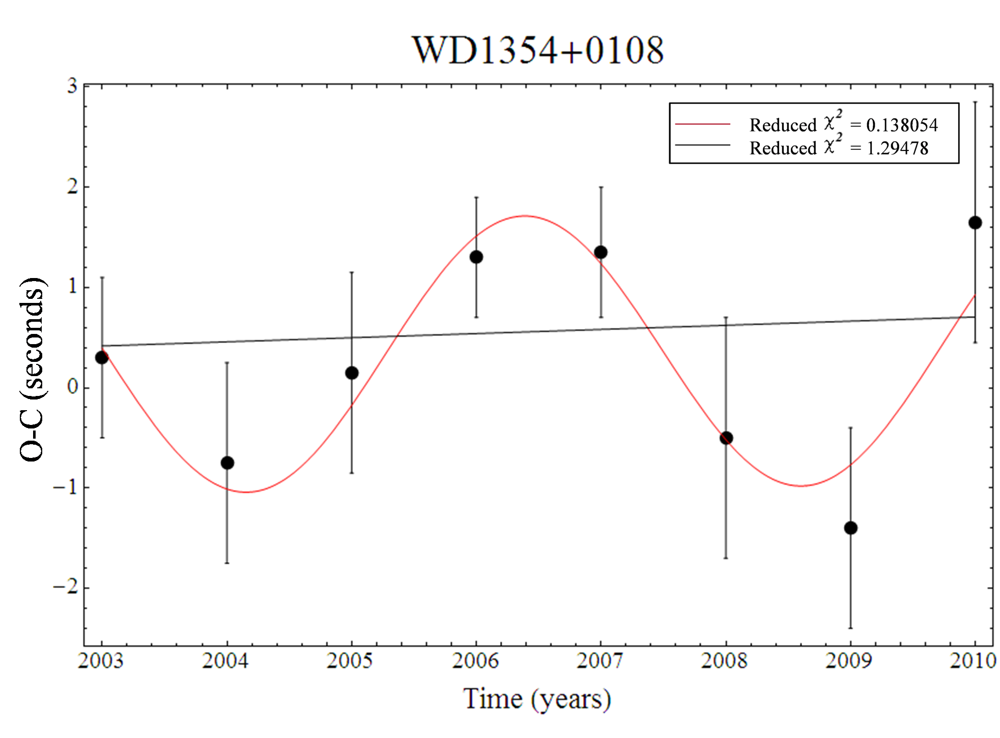 WD1354+0108
3
Reduced χ² = 0.138054
Reduced χ² = 1.29478
2
1
0
−1
−2
O-C (seconds)
2003 2004 2005 2006 2007 2008 2009 2010
Time (years)